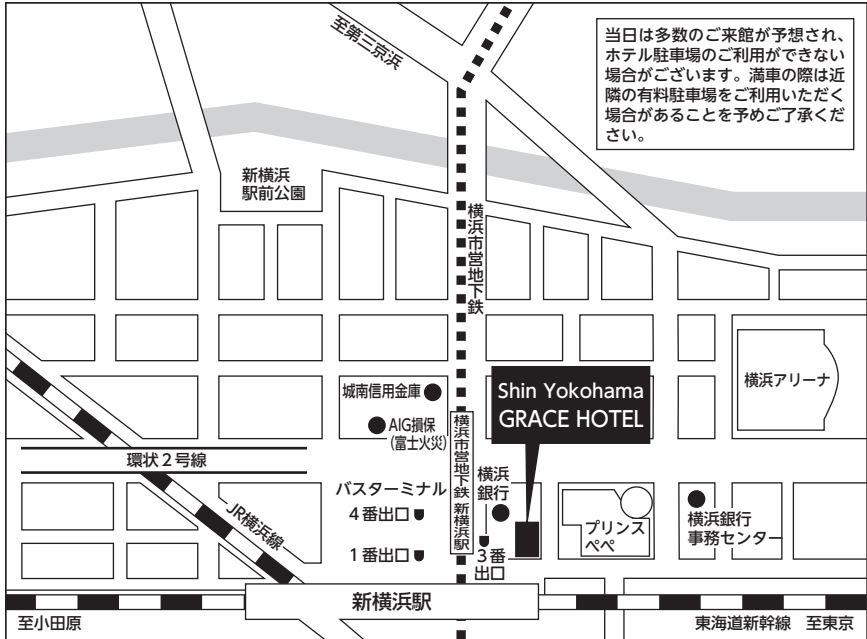 至第三京浜
当日は多数のご来館が予想され、
ホテル駐車場のご利用ができない
場合がございます。満車の際は近
隣の有料駐車場をご利用いただく
場合があることを予めご了承くだ
さい。
新横浜
駅前公園
横浜市営地下鉄
横浜アリーナ
城南信用金庫
AIG損保
(富士火災)
Shin Yokohama
GRACE HOTEL
環状2号線
JR横浜線
バスターミナル
4番出口
1番出口
横浜市営地下鉄 新横浜駅
横浜
銀行
3番
出口
プリンス
ペペ
横浜銀行
事務センター
新横浜駅
至小田原
東海道新幹線 至東京